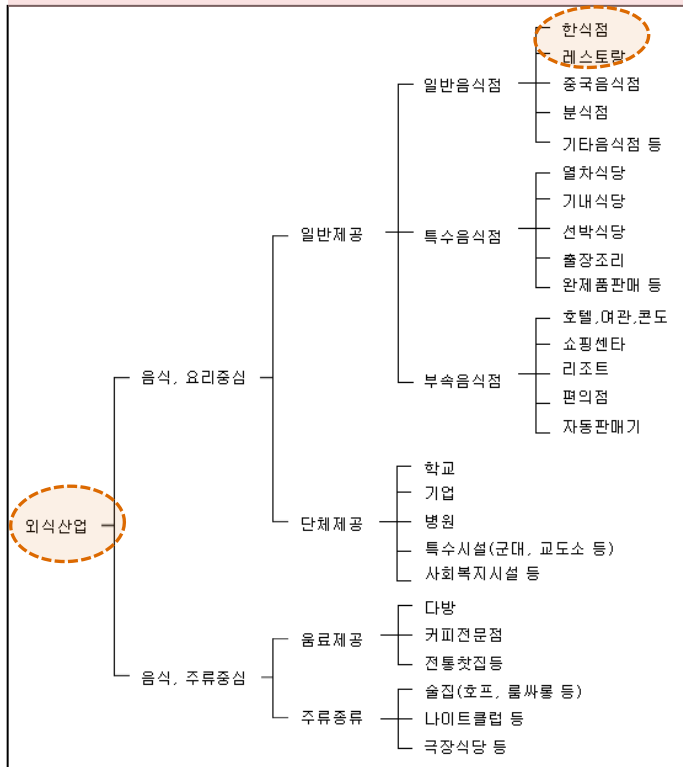 외식산업
음식, 요리중심
일반제공
일반음식점
한식점
레스토랑
중국음식점
분식점
기타음식점 등
특수음식점
열차식당
기내식당
선박식당
출장조리
완제품판매 등
부속음식점
호텔,여관,콘도
쇼핑센타
리조트
편의점
자동판매기
단체제공
학교
기업
병원
특수시설(군대, 교도소 등)
사회복지시설 등
음식, 주류중심
음료제공
다방
커피전문점
전통찻집등
주류종류
술집(호프, 룸싸롱 등)
나이트클럽 등
극장식당 등